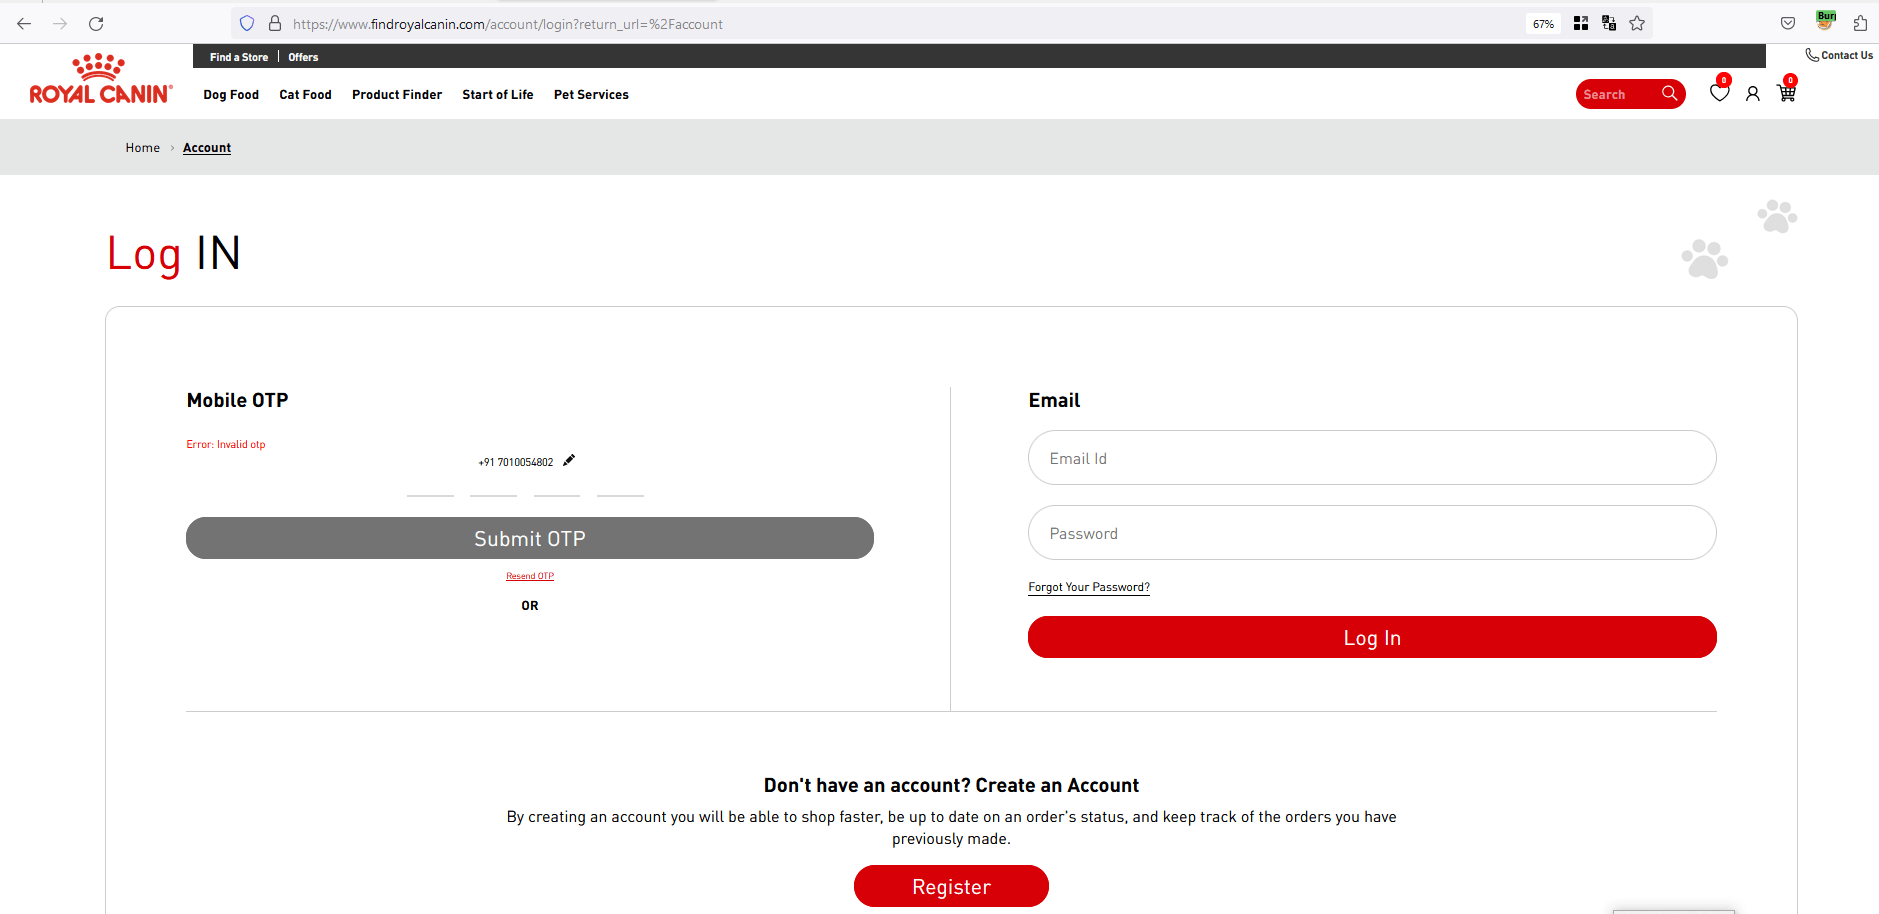 https://www.findroyalcanin.com/account/login?return_url=%2Faccount
67%
Bur
Find a Store
Offers
Contact Us
ROYAL CANIN®
Dog Food
Cat Food
Product Finder
Start of Life
Pet Services
Search
0
0
Home › Account
Log IN
Mobile OTP
Error: Invalid otp
+91 7010054802
Submit OTP
Resend OTP
OR
Email
Email Id
Password
Forgot Your Password?
Log In
Don't have an account? Create an Account
By creating an account you will be able to shop faster, be up to date on an order's status, and keep track of the orders you have
previously made.
Register